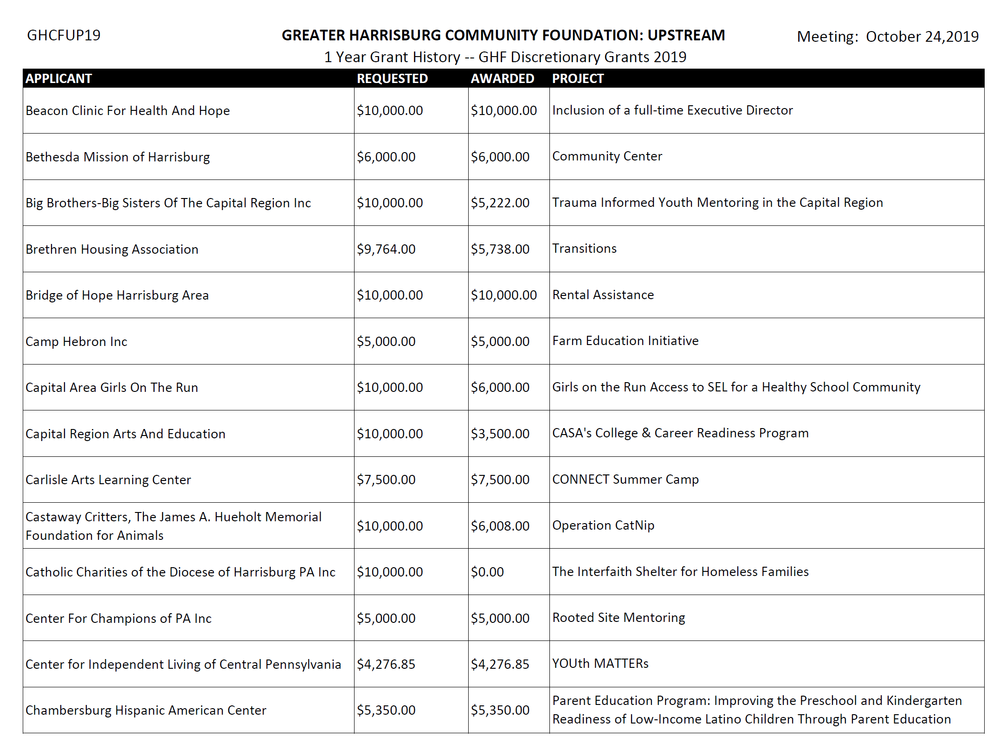 GHCFUP19
GREATER HARRISBURG COMMUNITY FOUNDATION: UPSTREAM
Meeting:  October 24,2019
1 Year Grant History -- GHF Discretionary Grants 2019
APPLICANT REQUESTED AWARDED PROJECT
Beacon Clinic For Health And Hope $10,000.00 $10,000.00 Inclusion of a full-time Executive Director
Bethesda Mission of Harrisburg $6,000.00 $6,000.00 Community Center
Big Brothers-Big Sisters Of The Capital Region Inc $10,000.00 $5,222.00 Trauma Informed Youth Mentoring in the Capital Region
Brethren Housing Association $9,764.00 $5,738.00 Transitions
Bridge of Hope Harrisburg Area $10,000.00 $10,000.00 Rental Assistance
Camp Hebron Inc $5,000.00 $5,000.00 Farm Education Initiative
Capital Area Girls On The Run $10,000.00 $6,000.00 Girls on the Run Access to SEL for a Healthy School Community
Capital Region Arts And Education $10,000.00 $3,500.00 CASA's College & Career Readiness Program
Carlisle Arts Learning Center $7,500.00 $7,500.00 CONNECT Summer Camp
Castaway Critters, The James A. Hueholt Memorial
Foundation for Animals
$10,000.00 $6,008.00 Operation CatNip
Catholic Charities of the Diocese of Harrisburg PA Inc $10,000.00 $0.00 The Interfaith Shelter for Homeless Families
Center For Champions of PA Inc $5,000.00 $5,000.00 Rooted Site Mentoring
Center for Independent Living of Central Pennsylvania $4,276.85 $4,276.85 YOUth MATTERs
Chambersburg Hispanic American Center $5,350.00 $5,350.00
Parent Education Program: Improving the Preschool and Kindergarten
Readiness of Low-Income Latino Children Through Parent Education